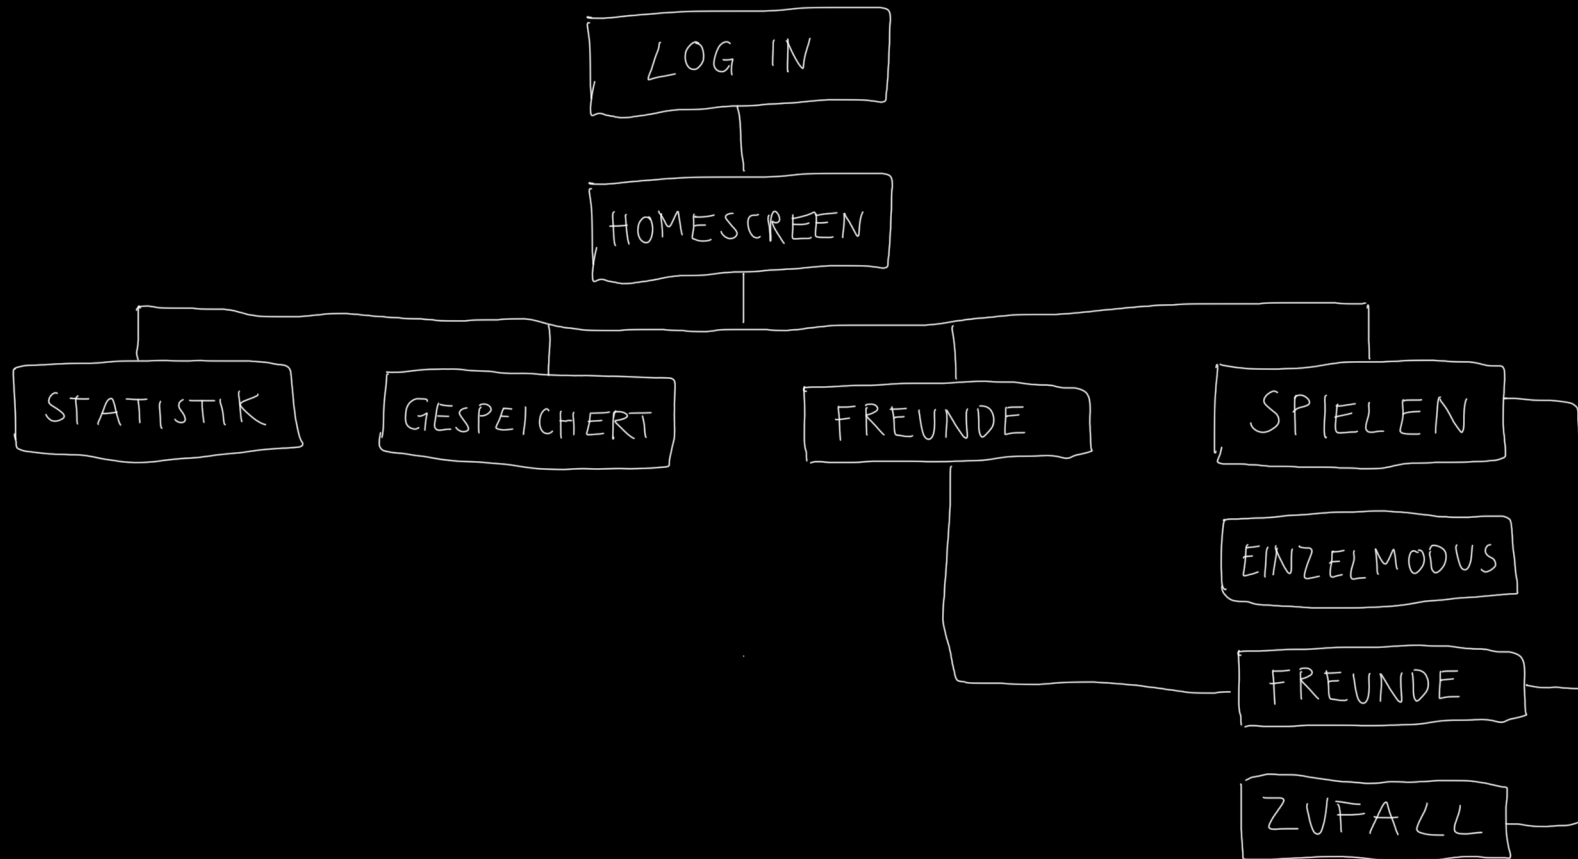 LOG IN
HOMESCREEN
STATISTIK
GESPEICHERT
FREUNDE
SPIELEN
EINZELMODUS
FREUNDE
ZUFALL